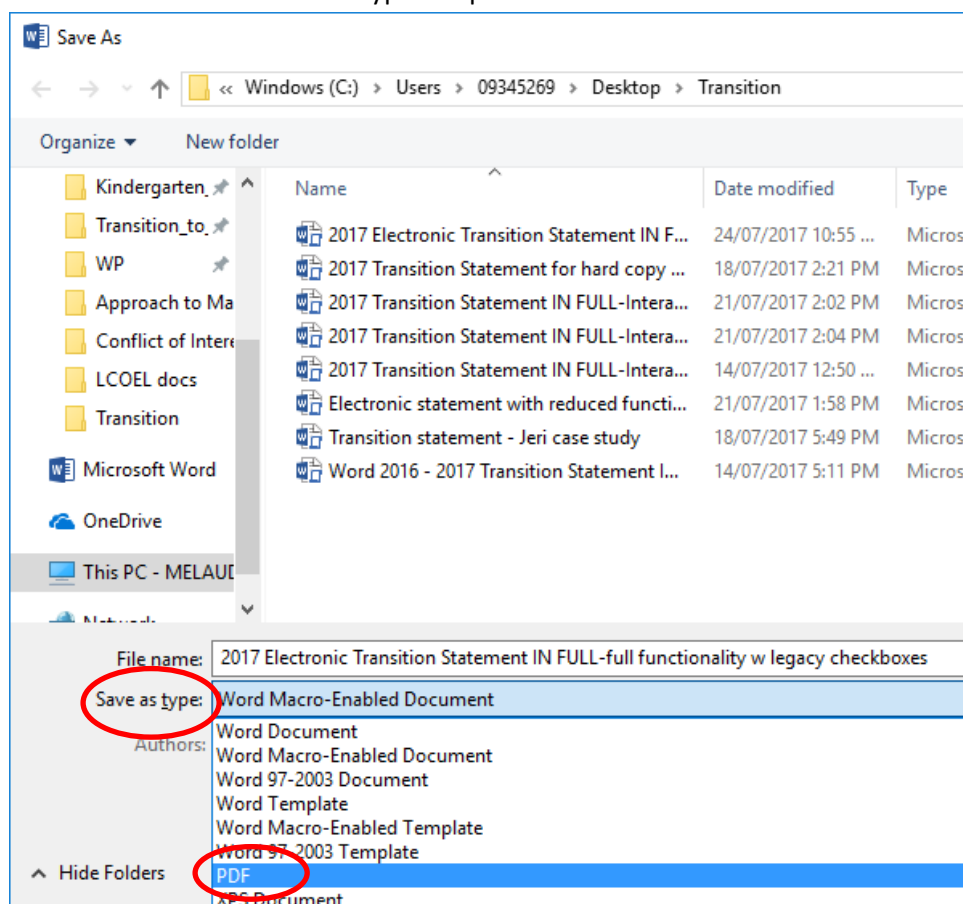 Save As
« Windows (C:) > Users > 09345269 > Desktop > Transition
Organize New folder
Name Date modified Type
Kindergarten_
Transition_to_
WP
Approach to Ma
Conflict of Intere
LCOEL docs
Transition
Microsoft Word
OneDrive
This PC - MELAUD
Network
2017 Electronic Transition Statement IN F... 24/07/2017 10:55 ... Micros
2017 Transition Statement for hard copy ... 18/07/2017 2:21 PM Micros
2017 Transition Statement IN FULL-Intera... 21/07/2017 2:02 PM Micros
2017 Transition Statement IN FULL-Intera... 21/07/2017 2:04 PM Micros
2017 Transition Statement IN FULL-Intera... 14/07/2017 12:50 ... Micros
Electronic statement with reduced functi... 21/07/2017 1:58 PM Micros
Transition statement - Jeri case study 18/07/2017 5:49 PM Micros
Word 2016 - 2017 Transition Statement I... 14/07/2017 5:11 PM Micros
File name: 2017 Electronic Transition Statement IN FULL-full functionality w legacy checkboxes
Save as type: Word Macro-Enabled Document
Authors:
Word Document
Word Macro-Enabled Document
Word 97-2003 Document
Word Template
Word Macro-Enabled Template
Word 97-2003 Template
PDF
XPS Document
Hide Folders